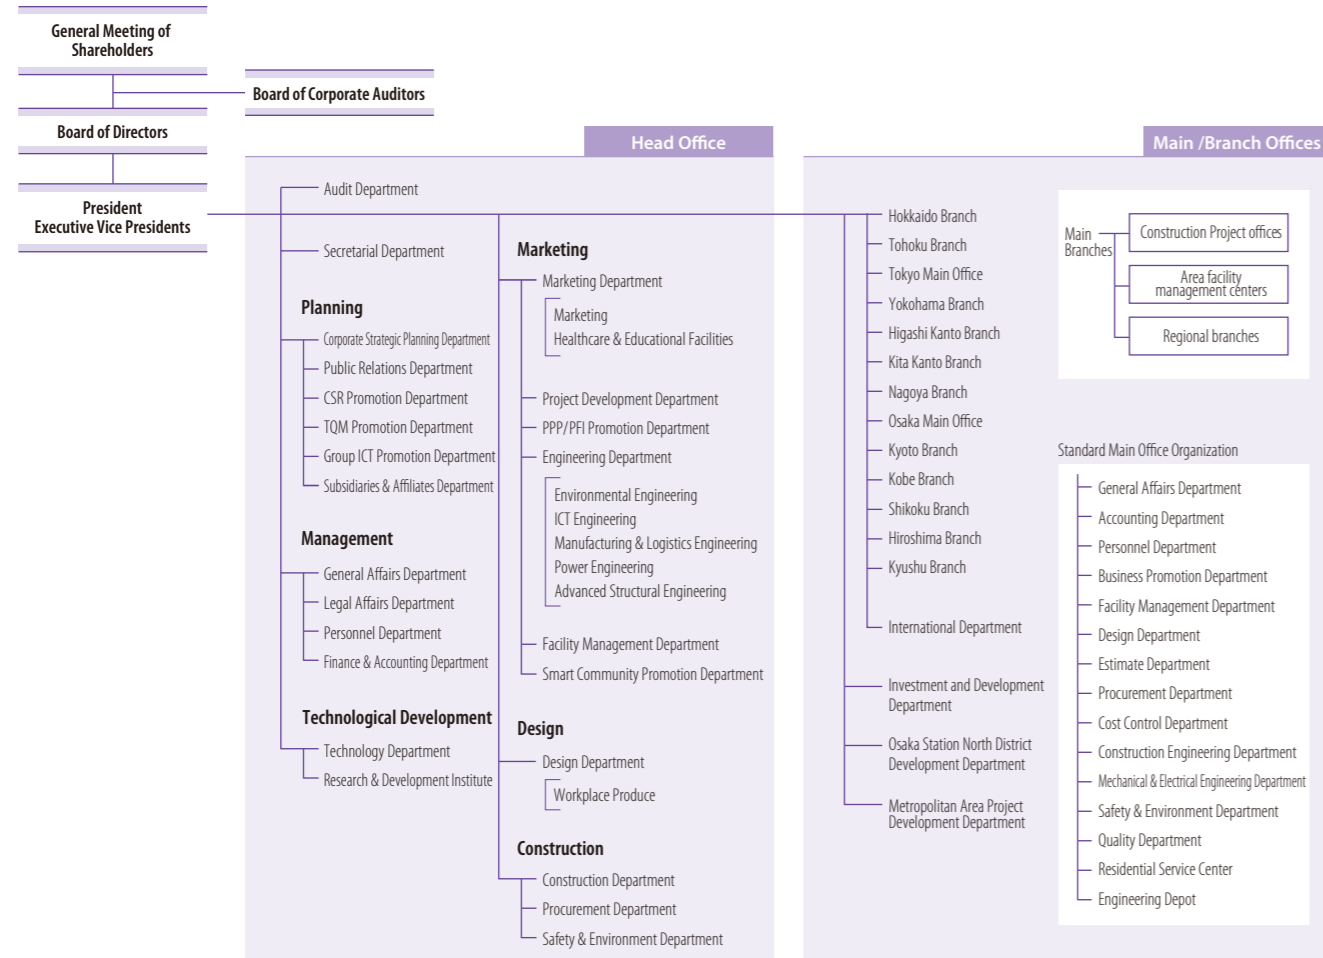 General Meeting of
Shareholders
Board of Corporate Auditors
Board of Directors
President
Executive Vice Presidents
Head Office
Audit Department
Secretarial Department
Planning
Corporate Strategic Planning Department
Public Relations Department
CSR Promotion Department
TQM Promotion Department
Group ICT Promotion Department
Subsidiaries & Affiliates Department
Management
General Affairs Department
Legal Affairs Department
Personnel Department
Finance & Accounting Department
Technological Development
Technology Department
Research & Development Institute
Marketing
Marketing Department
Marketing
Healthcare & Educational Facilities
Project Development Department
PPP/PFI Promotion Department
Engineering Department
Environmental Engineering
ICT Engineering
Manufacturing & Logistics Engineering
Power Engineering
Advanced Structural Engineering
Facility Management Department
Smart Community Promotion Department
Design
Design Department
Workplace Produce
Construction
Construction Department
Procurement Department
Safety & Environment Department
Main /Branch Offices
Hokkaido Branch
Tohoku Branch
Tokyo Main Office
Yokohama Branch
Higashi Kanto Branch
Kita Kanto Branch
Nagoya Branch
Osaka Main Office
Kyoto Branch
Kobe Branch
Shikoku Branch
Hiroshima Branch
Kyushu Branch
International Department
Investment and Development
Department
Osaka Station North District
Development Department
Metropolitan Area Project
Development Department
Main
Branches
Construction Project offices
Area facility
management centers
Regional branches
Standard Main Office Organization
General Affairs Department
Accounting Department
Personnel Department
Business Promotion Department
Facility Management Department
Design Department
Estimate Department
Procurement Department
Cost Control Department
Construction Engineering Department
Mechanical & Electrical Engineering Department
Safety & Environment Department
Quality Department
Residential Service Center
Engineering Depot